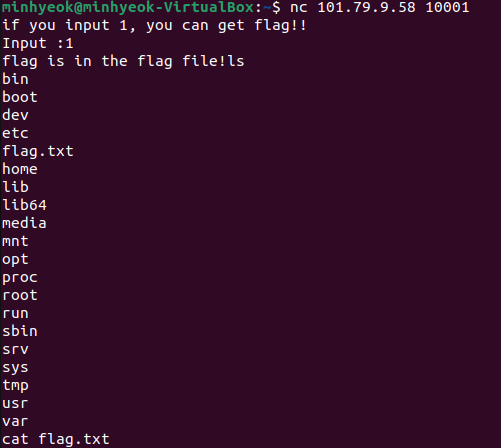 minhyeok@minhyeok-VirtualBox:~$ nc 101.79.9.58 10001
if you input 1, you can get flag!!
Input :1
flag is in the flag file!ls
bin
boot
dev
etc
flag.txt
home
lib
lib64
media
mnt
opt
proc
root
run
sbin
srv
sys
tmp
usr
var
cat flag.txt